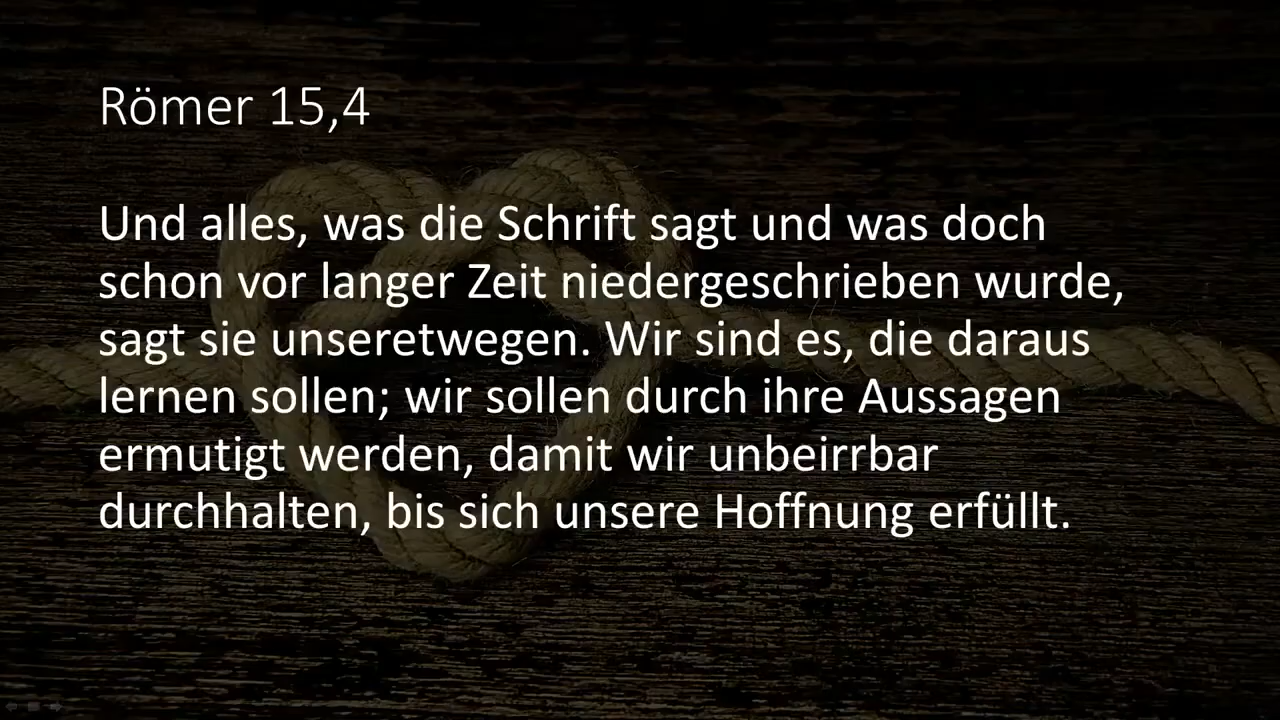 Römer 15,4
Und alles, was die Schrift sagt und was doch
schon vor langer Zeit niedergeschrieben wurde,
sagt sie unseretwegen. Wir sind es, die daraus
lernen sollen; wir sollen durch ihre Aussagen
ermutigt werden, damit wir unbeirrbar
durchhalten, bis sich unsere Hoffnung erfüllt.